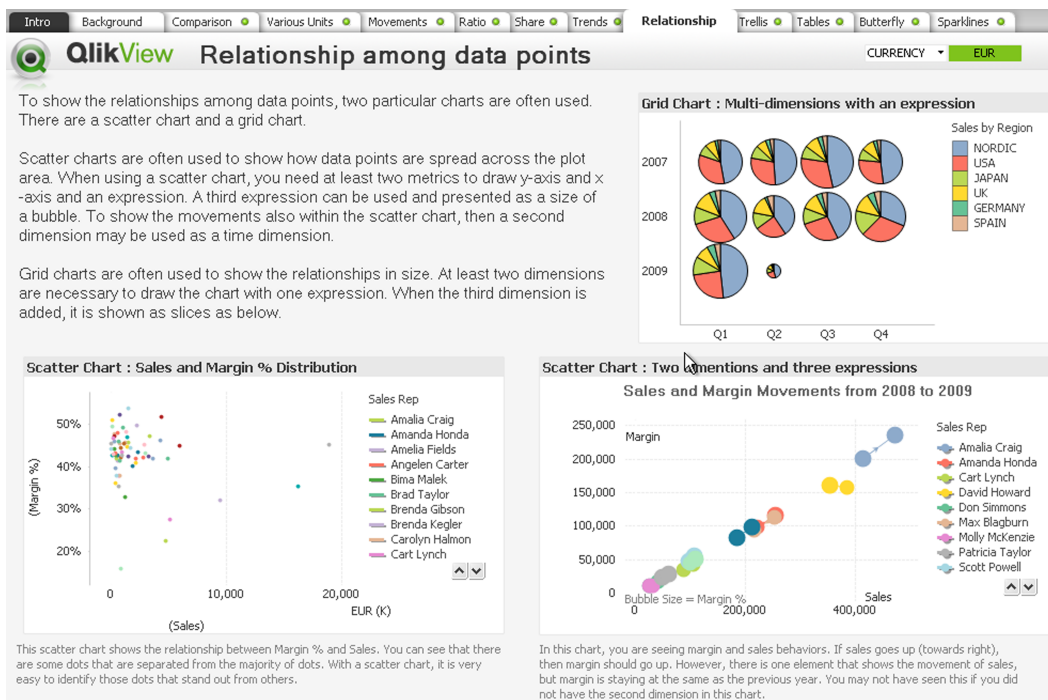 Intro Background Comparison Various Units Movements Ratio Share Trends Relationship Trellis Tables Butterfly Sparklines
QlikView Relationship among data points
CURRENCY EUR
To show the relationships among data points, two particular charts are often used.
There are a scatter chart and a grid chart.
Scatter charts are often used to show how data points are spread across the plot
area. When using a scatter chart, you need at least two metrics to draw y-axis and x
-axis and an expression. A third expression can be used and presented as a size of
a bubble. To show the movements also within the scatter chart, then a second
dimension may be used as a time dimension.
Grid charts are often used to show the relationships in size. At least two dimensions
are necessary to draw the chart with one expression. When the third dimension is
added, it is shown as slices as below.
Grid Chart : Multi-dimensions with an expression
2007
2008
2009
Q1 Q2 Q3 Q4
Sales by Region
NORDIC
USA
JAPAN
UK
GERMANY
SPAIN
Scatter Chart : Sales and Margin % Distribution
(Margin %)
50%
40%
30%
20%
0 10,000 20,000
EUR (K)
(Sales)
Sales Rep
Amalia Craig
Amanda Honda
Amelia Fields
Angelen Carter
Bima Malek
Brad Taylor
Brenda Gibson
Brenda Kegler
Carolyn Halmon
Cart Lynch
This scatter chart shows the relationship between Margin % and Sales. You can see that there
are some dots that are separated from the majority of dots. With a scatter chart, it is very
easy to identify those dots that stand out from others.
Scatter Chart : Two dimentions and three expressions
Sales and Margin Movements from 2008 to 2009
Margin
250,000
200,000
150,000
100,000
50,000
0
Bubble Size = Margin %
Sales
0 200,000 400,000
Sales Rep
Amalia Craig
Amanda Honda
Cart Lynch
David Howard
Don Simmons
Max Blagburn
Molly McKenzie
Patricia Taylor
Scott Powell
In this chart, you are seeing margin and sales behaviors. If sales goes up (towards right),
then margin should go up. However, there is one element that shows the movement of sales,
but margin is staying at the same as the previous year. You may not have seen this if you did
not have the second dimension in this chart.